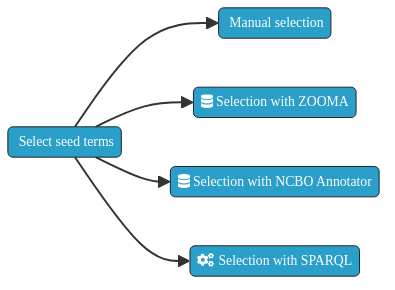 Manual selection
Selection with ZOOMA
Select seed terms
Selection with NCBO Annotator
Selection with SPARQL